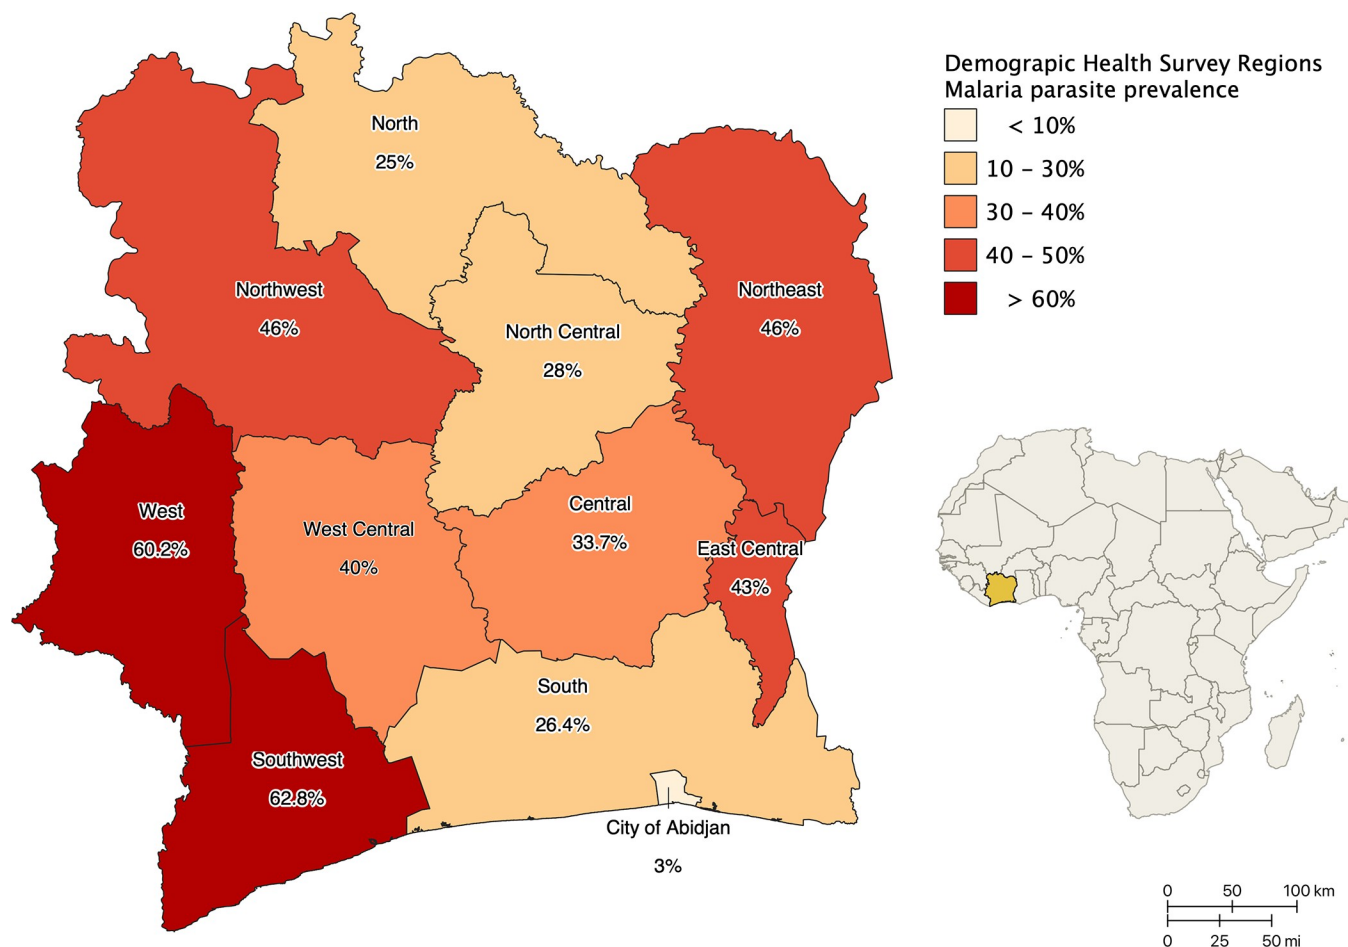 Demograpic Health Survey Regions
Malaria parasite prevalence
< 10%
10 – 30%
30 – 40%
40 – 50%
> 60%
North
25%
Northwest
46%
Northeast
46%
North Central
28%
West
60.2%
West Central
40%
Central
33.7%
East Central
43%
South
26.4%
Southwest
62.8%
City of Abidjan
3%
0 50 100 km
0 25 50 mi